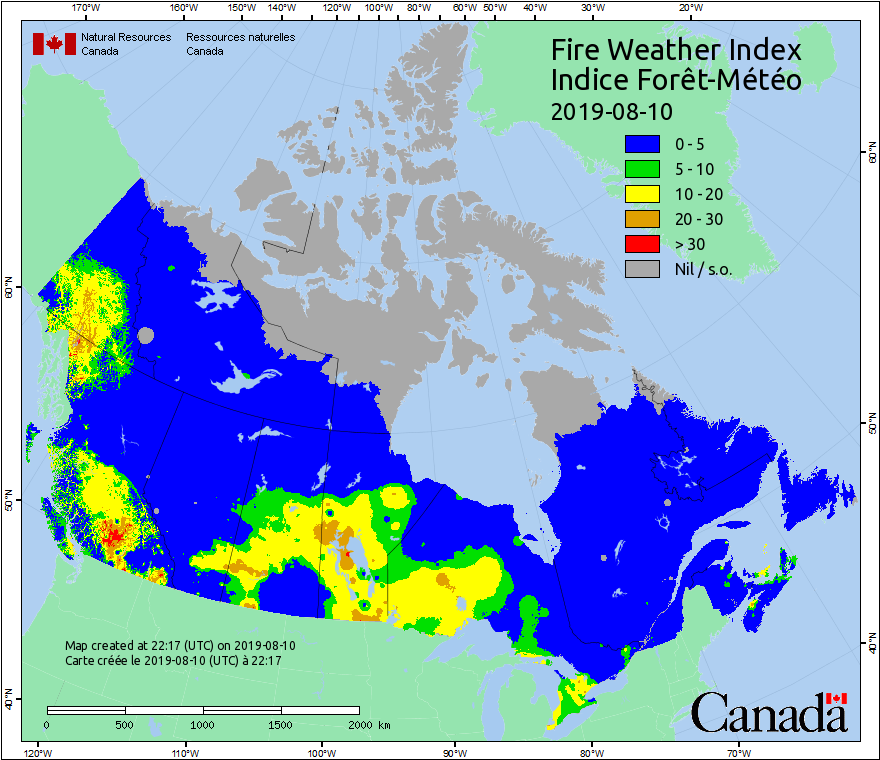 170°W 160°W 150°W 140°W 120°W 100°W 80°W 60°W 50°W 40°W 30°W 20°W
Natural Resources Ressources naturelles
Canada Canada
Fire Weather Index
Indice Forêt-Météo
2019-08-10
0 - 5
5 - 10
10 - 20
20 - 30
> 30
Nil / s.o.
60°N
60°N
50°N
50°N
40°N
40°N
Map created at 22:17 (UTC) on 2019-08-10
Carte créée le 2019-08-10 (UTC) à 22:17
0 500 1000 1500 2000 km
Canada
120°W 110°W 100°W 90°W 80°W 70°W